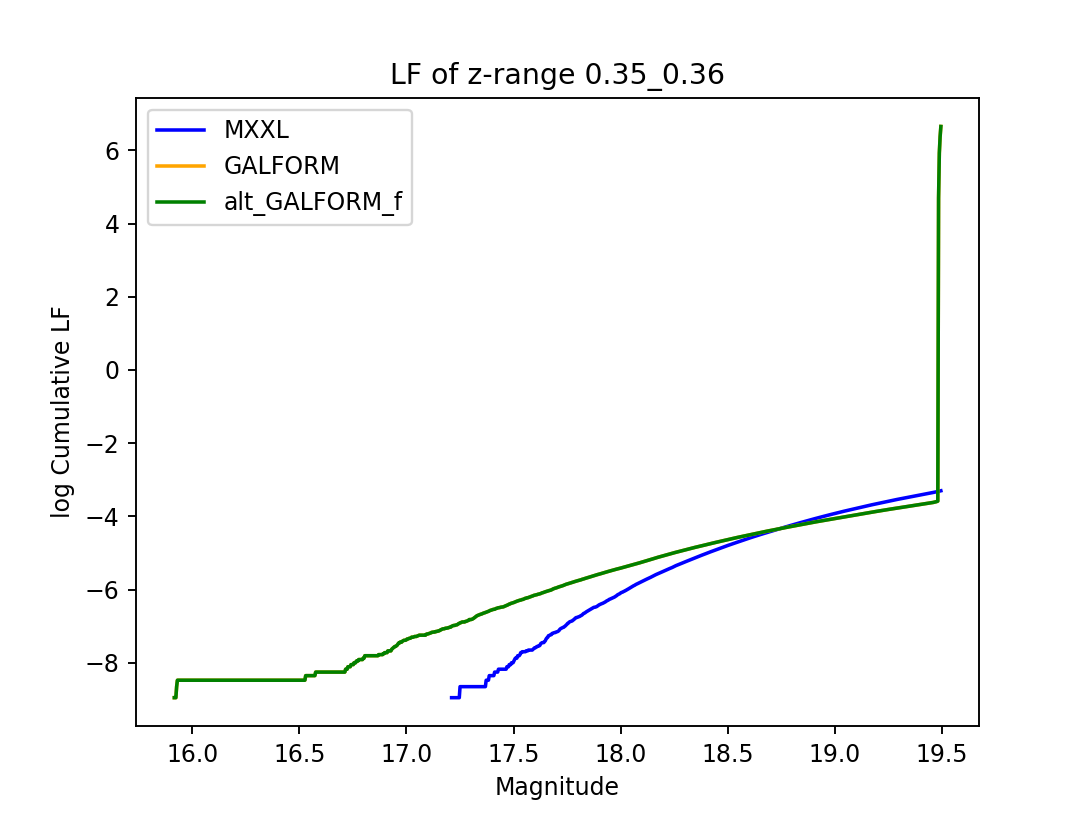 LF of z-range 0.35_0.36
MXXL
GALFORM
alt_GALFORM_f
log Cumulative LF
6
4
2
0
−2
−4
−6
−8
16.0 16.5 17.0 17.5 18.0 18.5 19.0 19.5
Magnitude